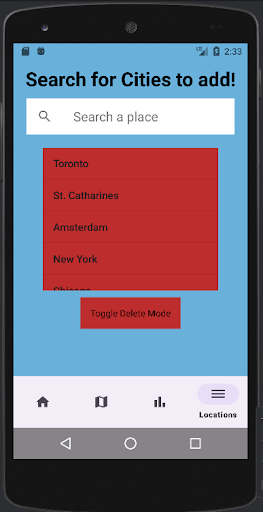 2:33
Search for Cities to add!
Search a place
Toronto
St. Catharines
Amsterdam
New York
Chicago
Toggle Delete Mode
Locations